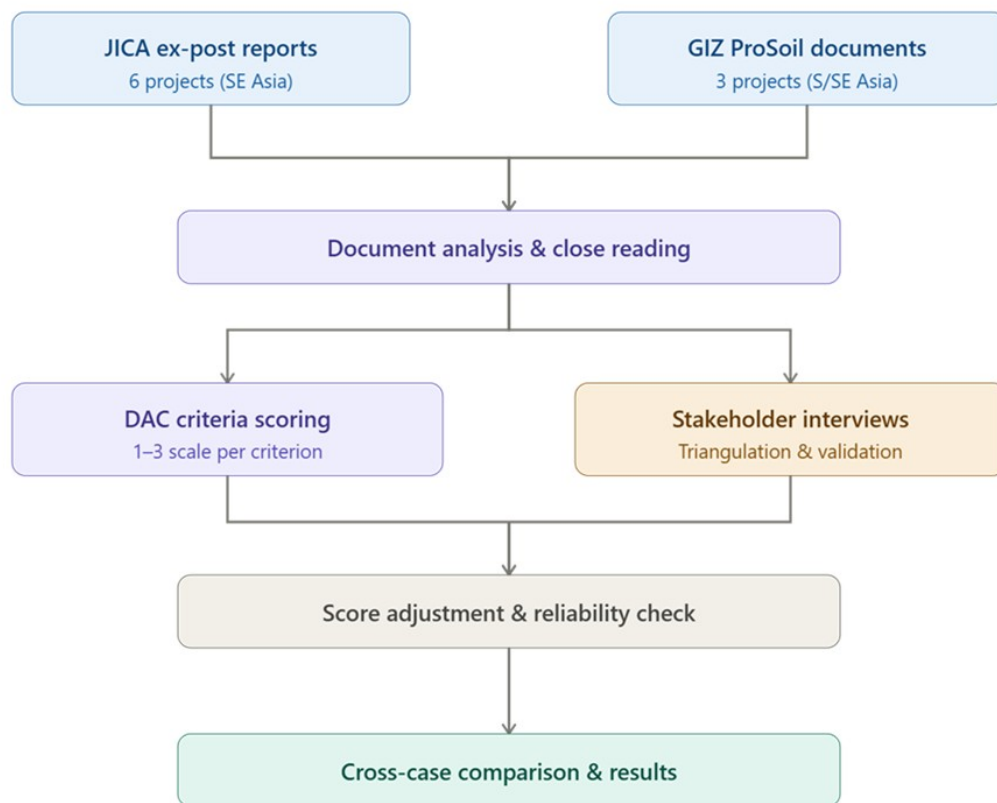 JICA ex-post reports
6 projects (SE Asia)
GIZ ProSoil documents
3 projects (S/SE Asia)
Document analysis & close reading
DAC criteria scoring
1–3 scale per criterion
Stakeholder interviews
Triangulation & validation
Score adjustment & reliability check
Cross-case comparison & results